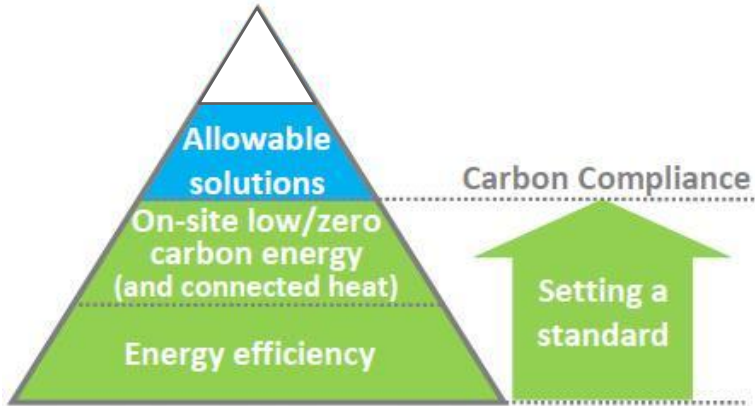 Allowable
solutions
Carbon Compliance
On-site low/zero
carbon energy
(and connected heat)
Setting a
standard
Energy efficiency